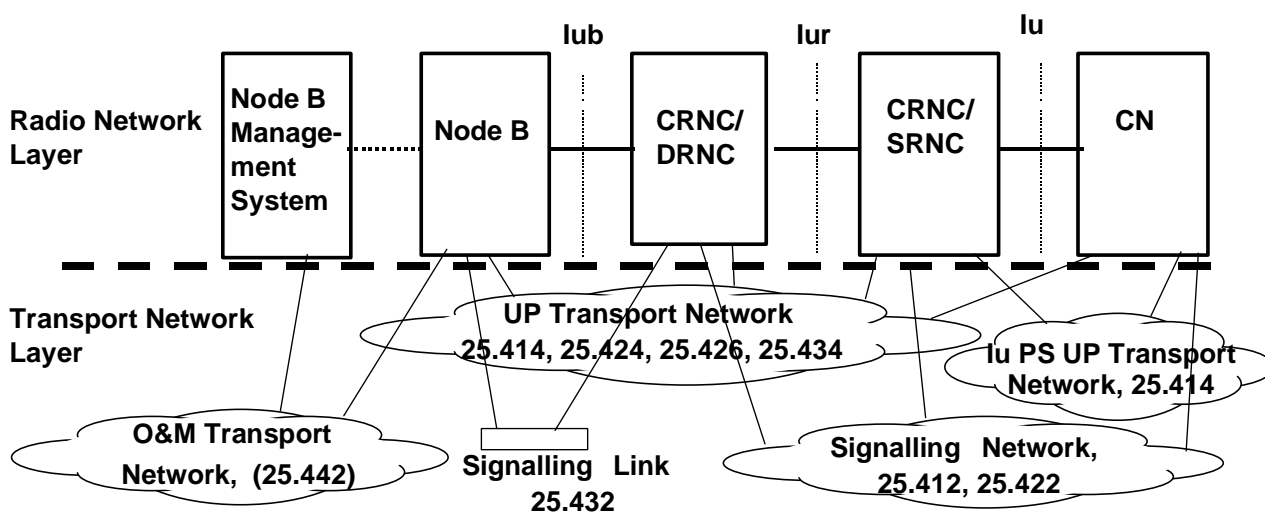 Iub
Iur
Iu
Radio Network
Layer
Node B
Manage-
ment
System
Node B
CRNC/
DRNC
CRNC/
SRNC
CN
Transport Network
Layer
UP Transport Network
25.414, 25.424, 25.426, 25.434
Iu PS UP Transport
Network, 25.414
O&M Transport
Network, (25.442)
Signalling Link
25.432
Signalling Network,
25.412, 25.422